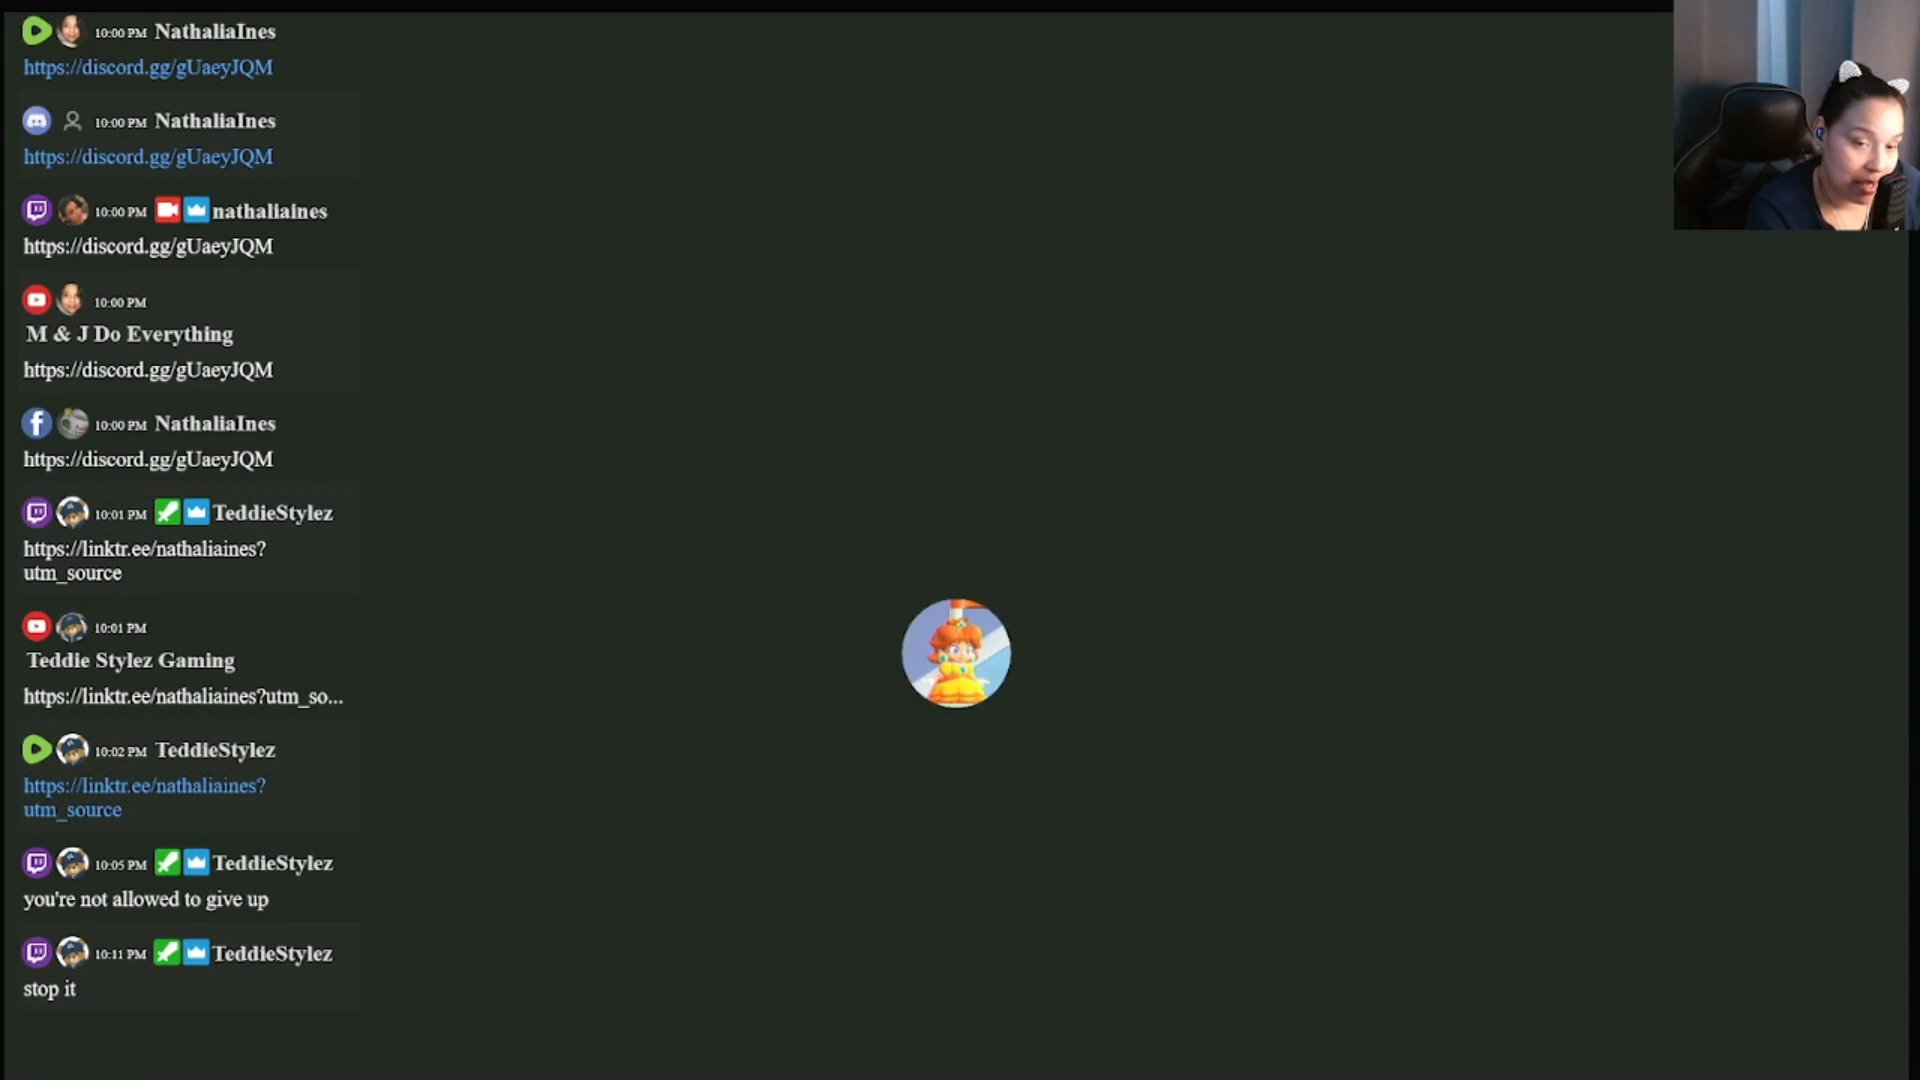 10:00 PM NathaliaInes
https://discord.gg/gUaeyJQM
10:00 PM NathaliaInes
https://discord.gg/gUaeyJQM
10:00 PM nathaliaines
https://discord.gg/gUaeyJQM
10:00 PM
M & J Do Everything
https://discord.gg/gUaeyJQM
10:00 PM NathaliaInes
https://discord.gg/gUaeyJQM
10:01 PM TeddieStylez
https://linktr.ee/nathaliaines?
utm_source
10:01 PM
Teddie Stylez Gaming
https://linktr.ee/nathaliaines?utm_so...
10:02 PM TeddieStylez
https://linktr.ee/nathaliaines?
utm_source
10:05 PM TeddieStylez
you're not allowed to give up
10:11 PM TeddieStylez
stop it